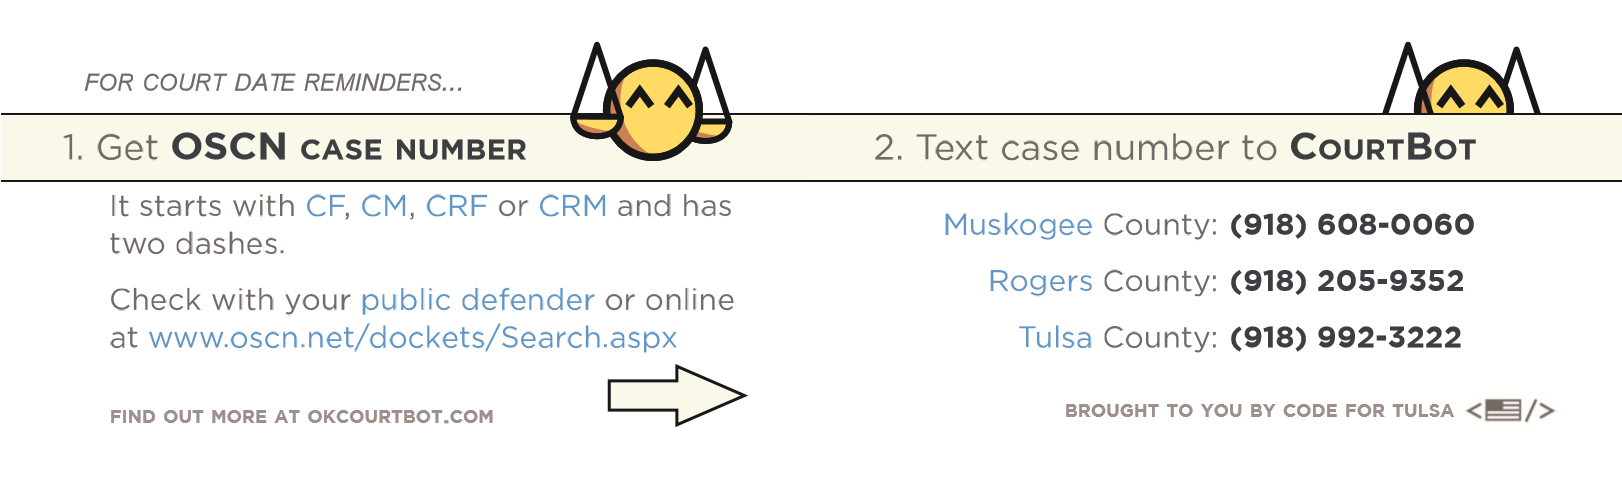 FOR COURT DATE REMINDERS...
1. Get OSCN CASE NUMBER
It starts with CF, CM, CRF or CRM and has
two dashes.
Check with your public defender or online
at www.oscn.net/dockets/Search.aspx
FIND OUT MORE AT OKCOURTBOT.COM
2. Text case number to COURTBOT
Muskogee County: (918) 608-0060
Rogers County: (918) 205-9352
Tulsa County: (918) 992-3222
BROUGHT TO YOU BY CODE FOR TULSA